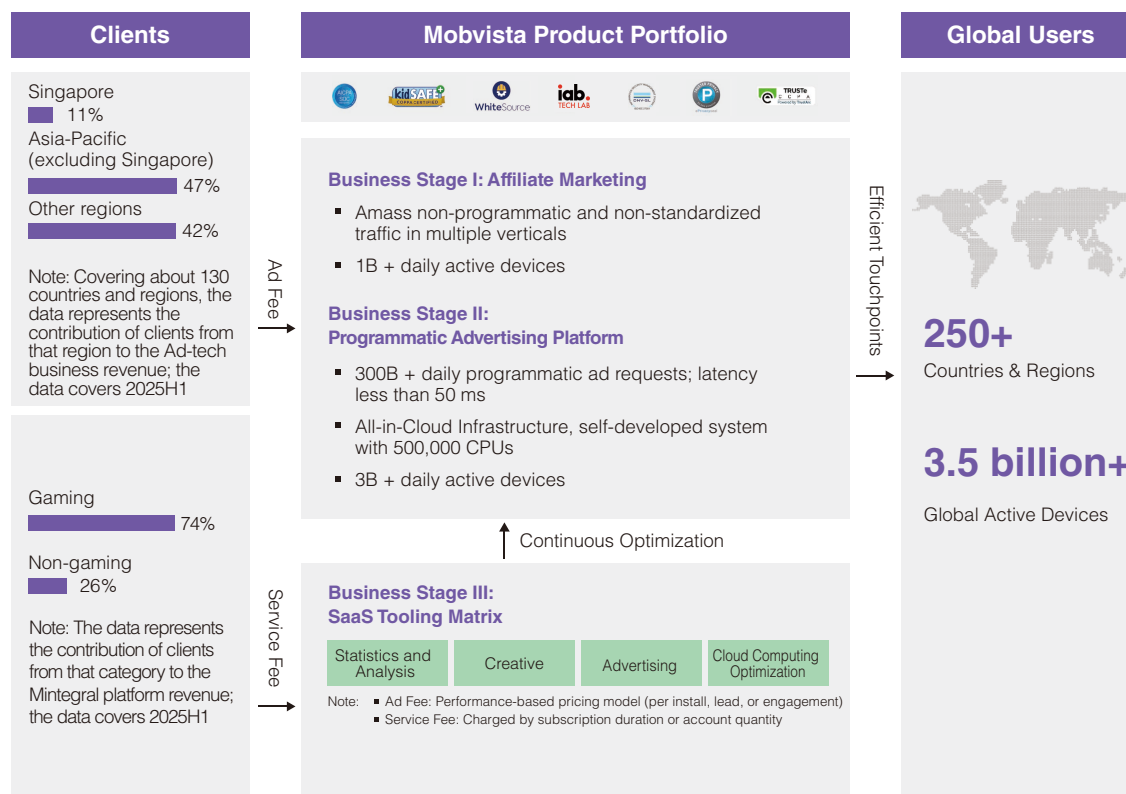 Clients
Singapore
11%
Asia-Pacific
(excluding Singapore)
47%
Other regions
42%
Note: Covering about 130
countries and regions, the
data represents the
contribution of clients from
that region to the Ad-tech
business revenue; the
data covers 2025H1
Gaming
74%
Non-gaming
26%
Note: The data represents
the contribution of clients
from that category to the
Mintegral platform revenue;
the data covers 2025H1
Ad Fee
Service Fee
Mobvista Product Portfolio
kidSAFE+
COPPA CERTIFIED
WhiteSource
iab.
TECH LAB
DNV-GL
P
TRUSTe
Business Stage I: Affiliate Marketing
▪ Amass non-programmatic and non-standardized
traffic in multiple verticals
▪ 1B + daily active devices
Business Stage II:
Programmatic Advertising Platform
▪ 300B + daily programmatic ad requests; latency
less than 50 ms
▪ All-in-Cloud Infrastructure, self-developed system
with 500,000 CPUs
▪ 3B + daily active devices
Continuous Optimization
Business Stage III:
SaaS Tooling Matrix
Statistics and
Analysis
Creative
Advertising
Cloud Computing
Optimization
Note: ▪ Ad Fee: Performance-based pricing model (per install, lead, or engagement)
▪ Service Fee: Charged by subscription duration or account quantity
Efficient Touchpoints
Global Users
250+
Countries & Regions
3.5 billion+
Global Active Devices